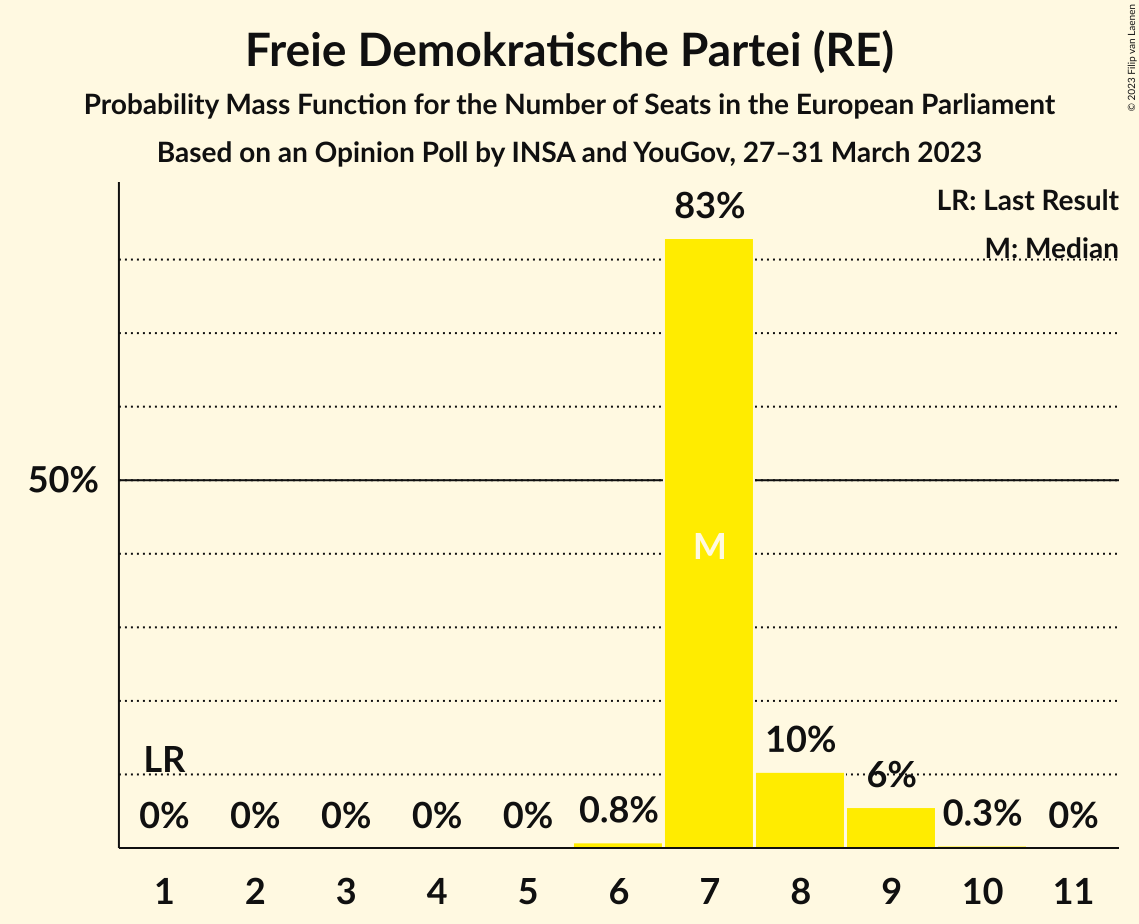 Freie Demokratische Partei (RE)
Probability Mass Function for the Number of Seats in the European Parliament
Based on an Opinion Poll by INSA and YouGov, 27–31 March 2023
© 2023 Filip van Laenen
LR: Last Result
M: Median
83%
50%
M
LR
10%
6%
0% 0% 0% 0% 0% 0.8% 0.3% 0%
1 2 3 4 5 6 7 8 9 10 11